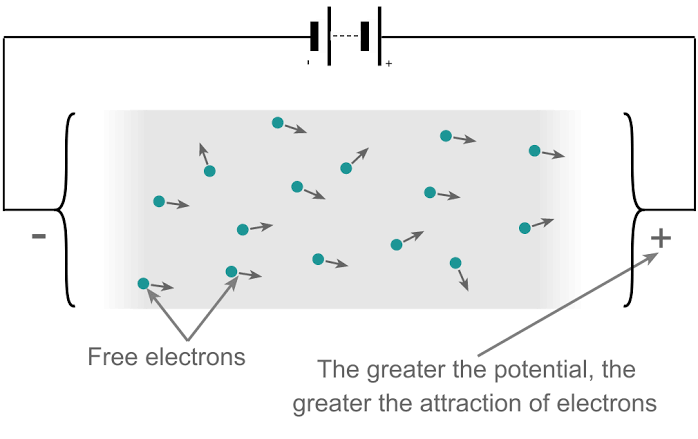 - +
- +
Free electrons
The greater the potential, the
greater the attraction of electrons